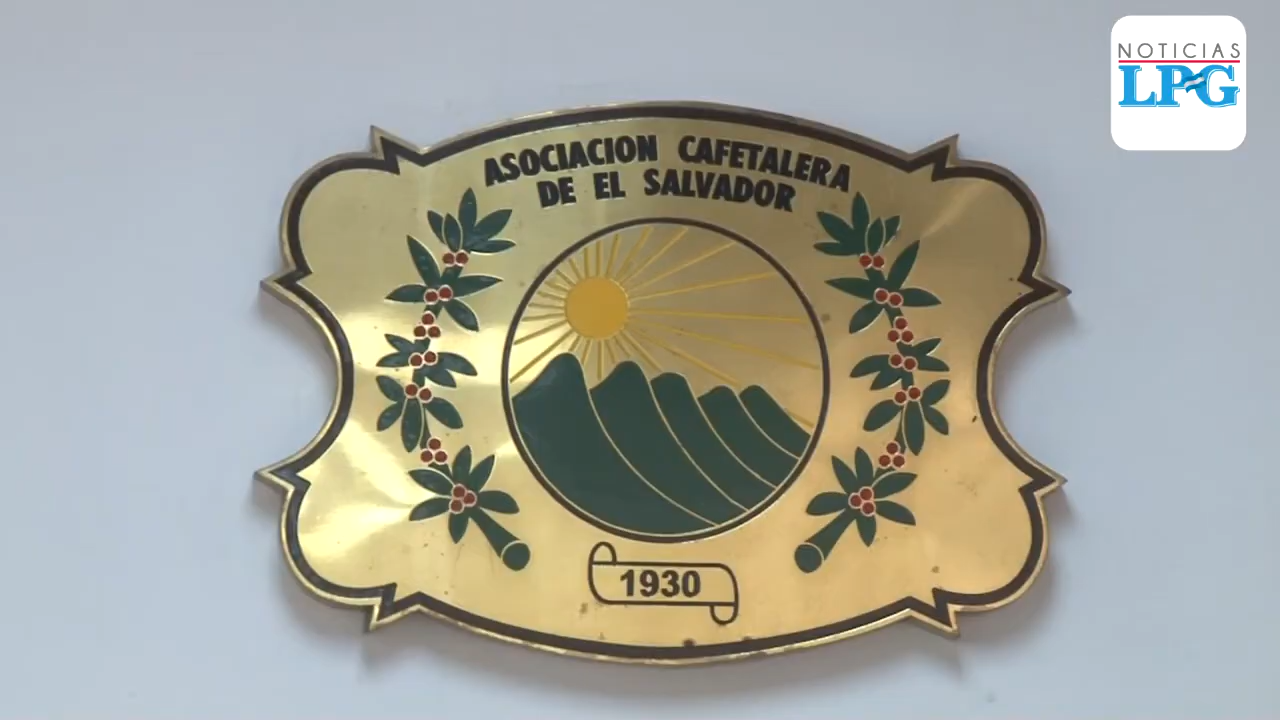 NOTICIAS
LPG
ASOCIACION CAFETALERA
DE EL SALVADOR
1930